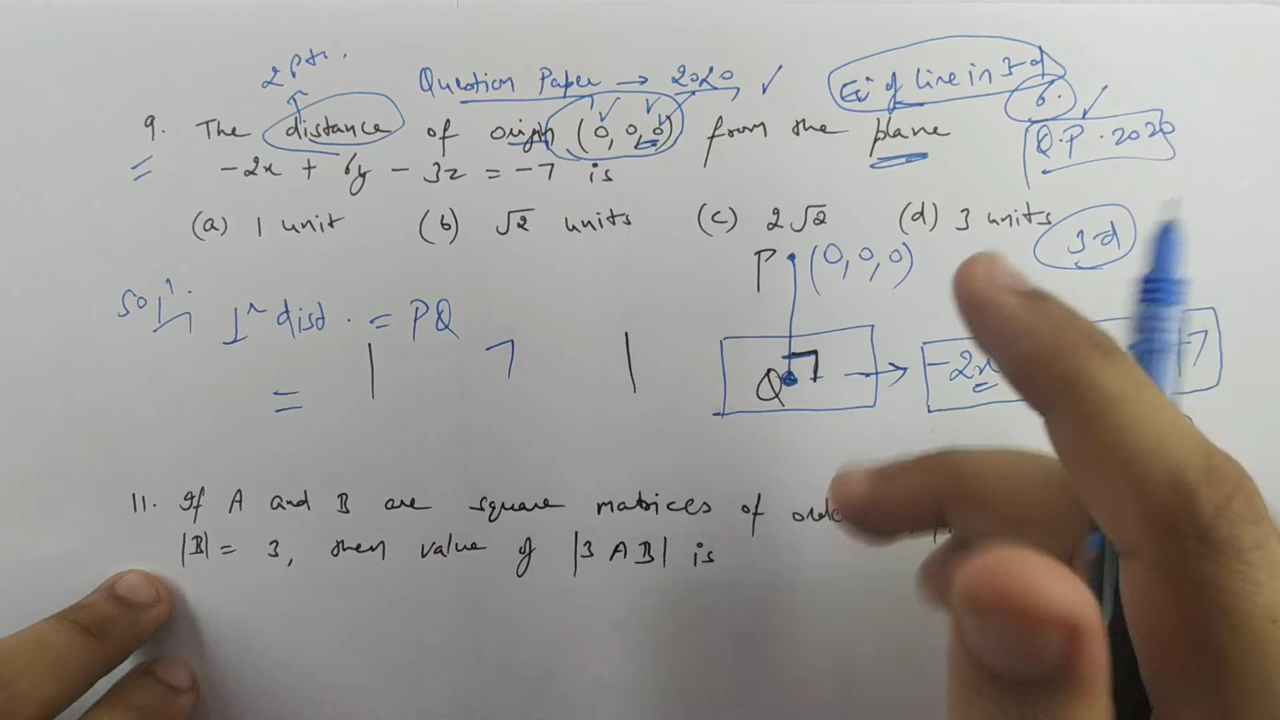 2 Pts.
Question Paper → 2020 ✓
Eqⁿ of line in 3-d
6.
Q.P. 2020
9. The distance of origin (0, 0, 0) from the plane
-2x + 6y - 3z = -7 is
(a) 1 unit (b) √2 units (c) 2√2 (d) 3 units
3-d
P (0, 0, 0)
Solⁿ. ⊥ʳ dist. = PQ
= | 7 |
Q → -2x
7
11. If A and B are square matrices of
|B| = 3, then value of |3 AB| is